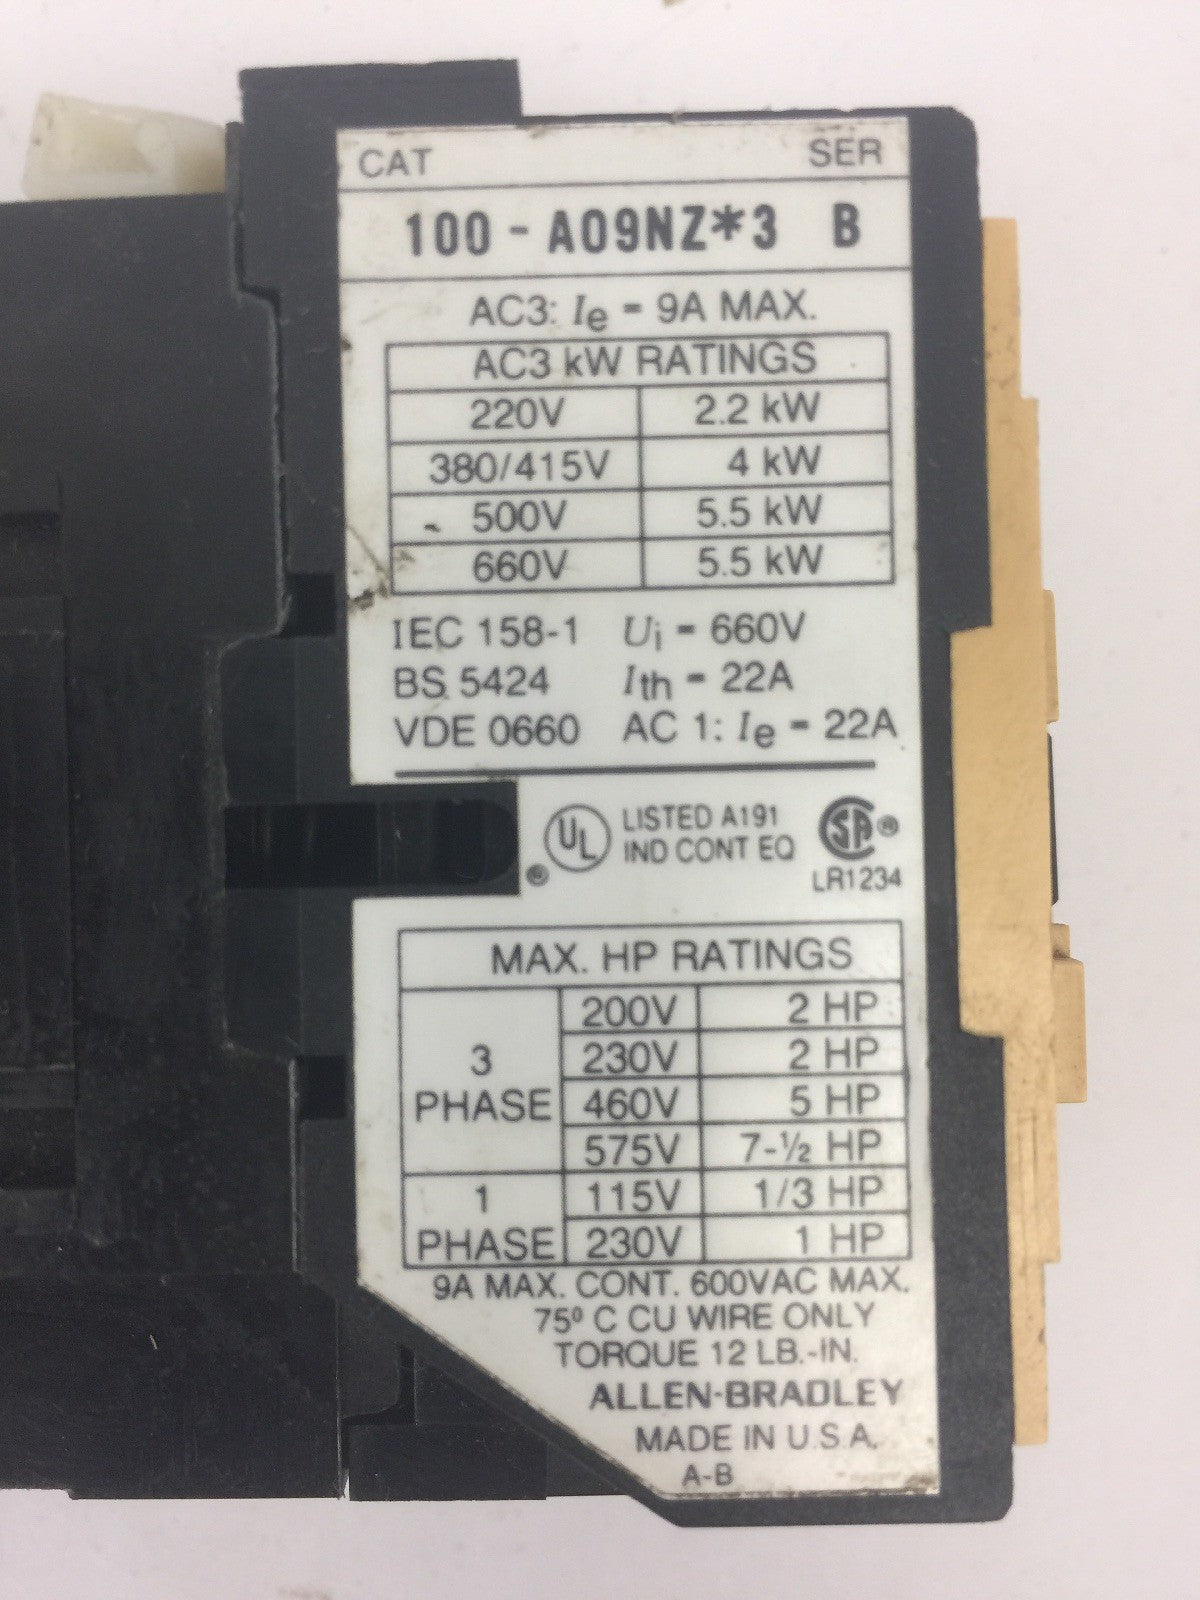 CAT SER
100 - A09NZ*3 B
AC3: Ie - 9A MAX.
AC3 kW RATINGS
220V 2.2 kW
380/415V 4 kW
500V 5.5 kW
660V 5.5 kW
IEC 158-1 Ui - 660V
BS 5424 Ith - 22A
VDE 0660 AC 1: Ie - 22A
UL ® LISTED A191
IND CONT EQ
SA ®
LR1234
MAX. HP RATINGS
3 PHASE
200V 2 HP
230V 2 HP
460V 5 HP
575V 7-½ HP
1 PHASE
115V 1/3 HP
230V 1 HP
9A MAX. CONT. 600VAC MAX.
75º C CU WIRE ONLY
TORQUE 12 LB.-IN.
ALLEN-BRADLEY
MADE IN U.S.A.
A-B